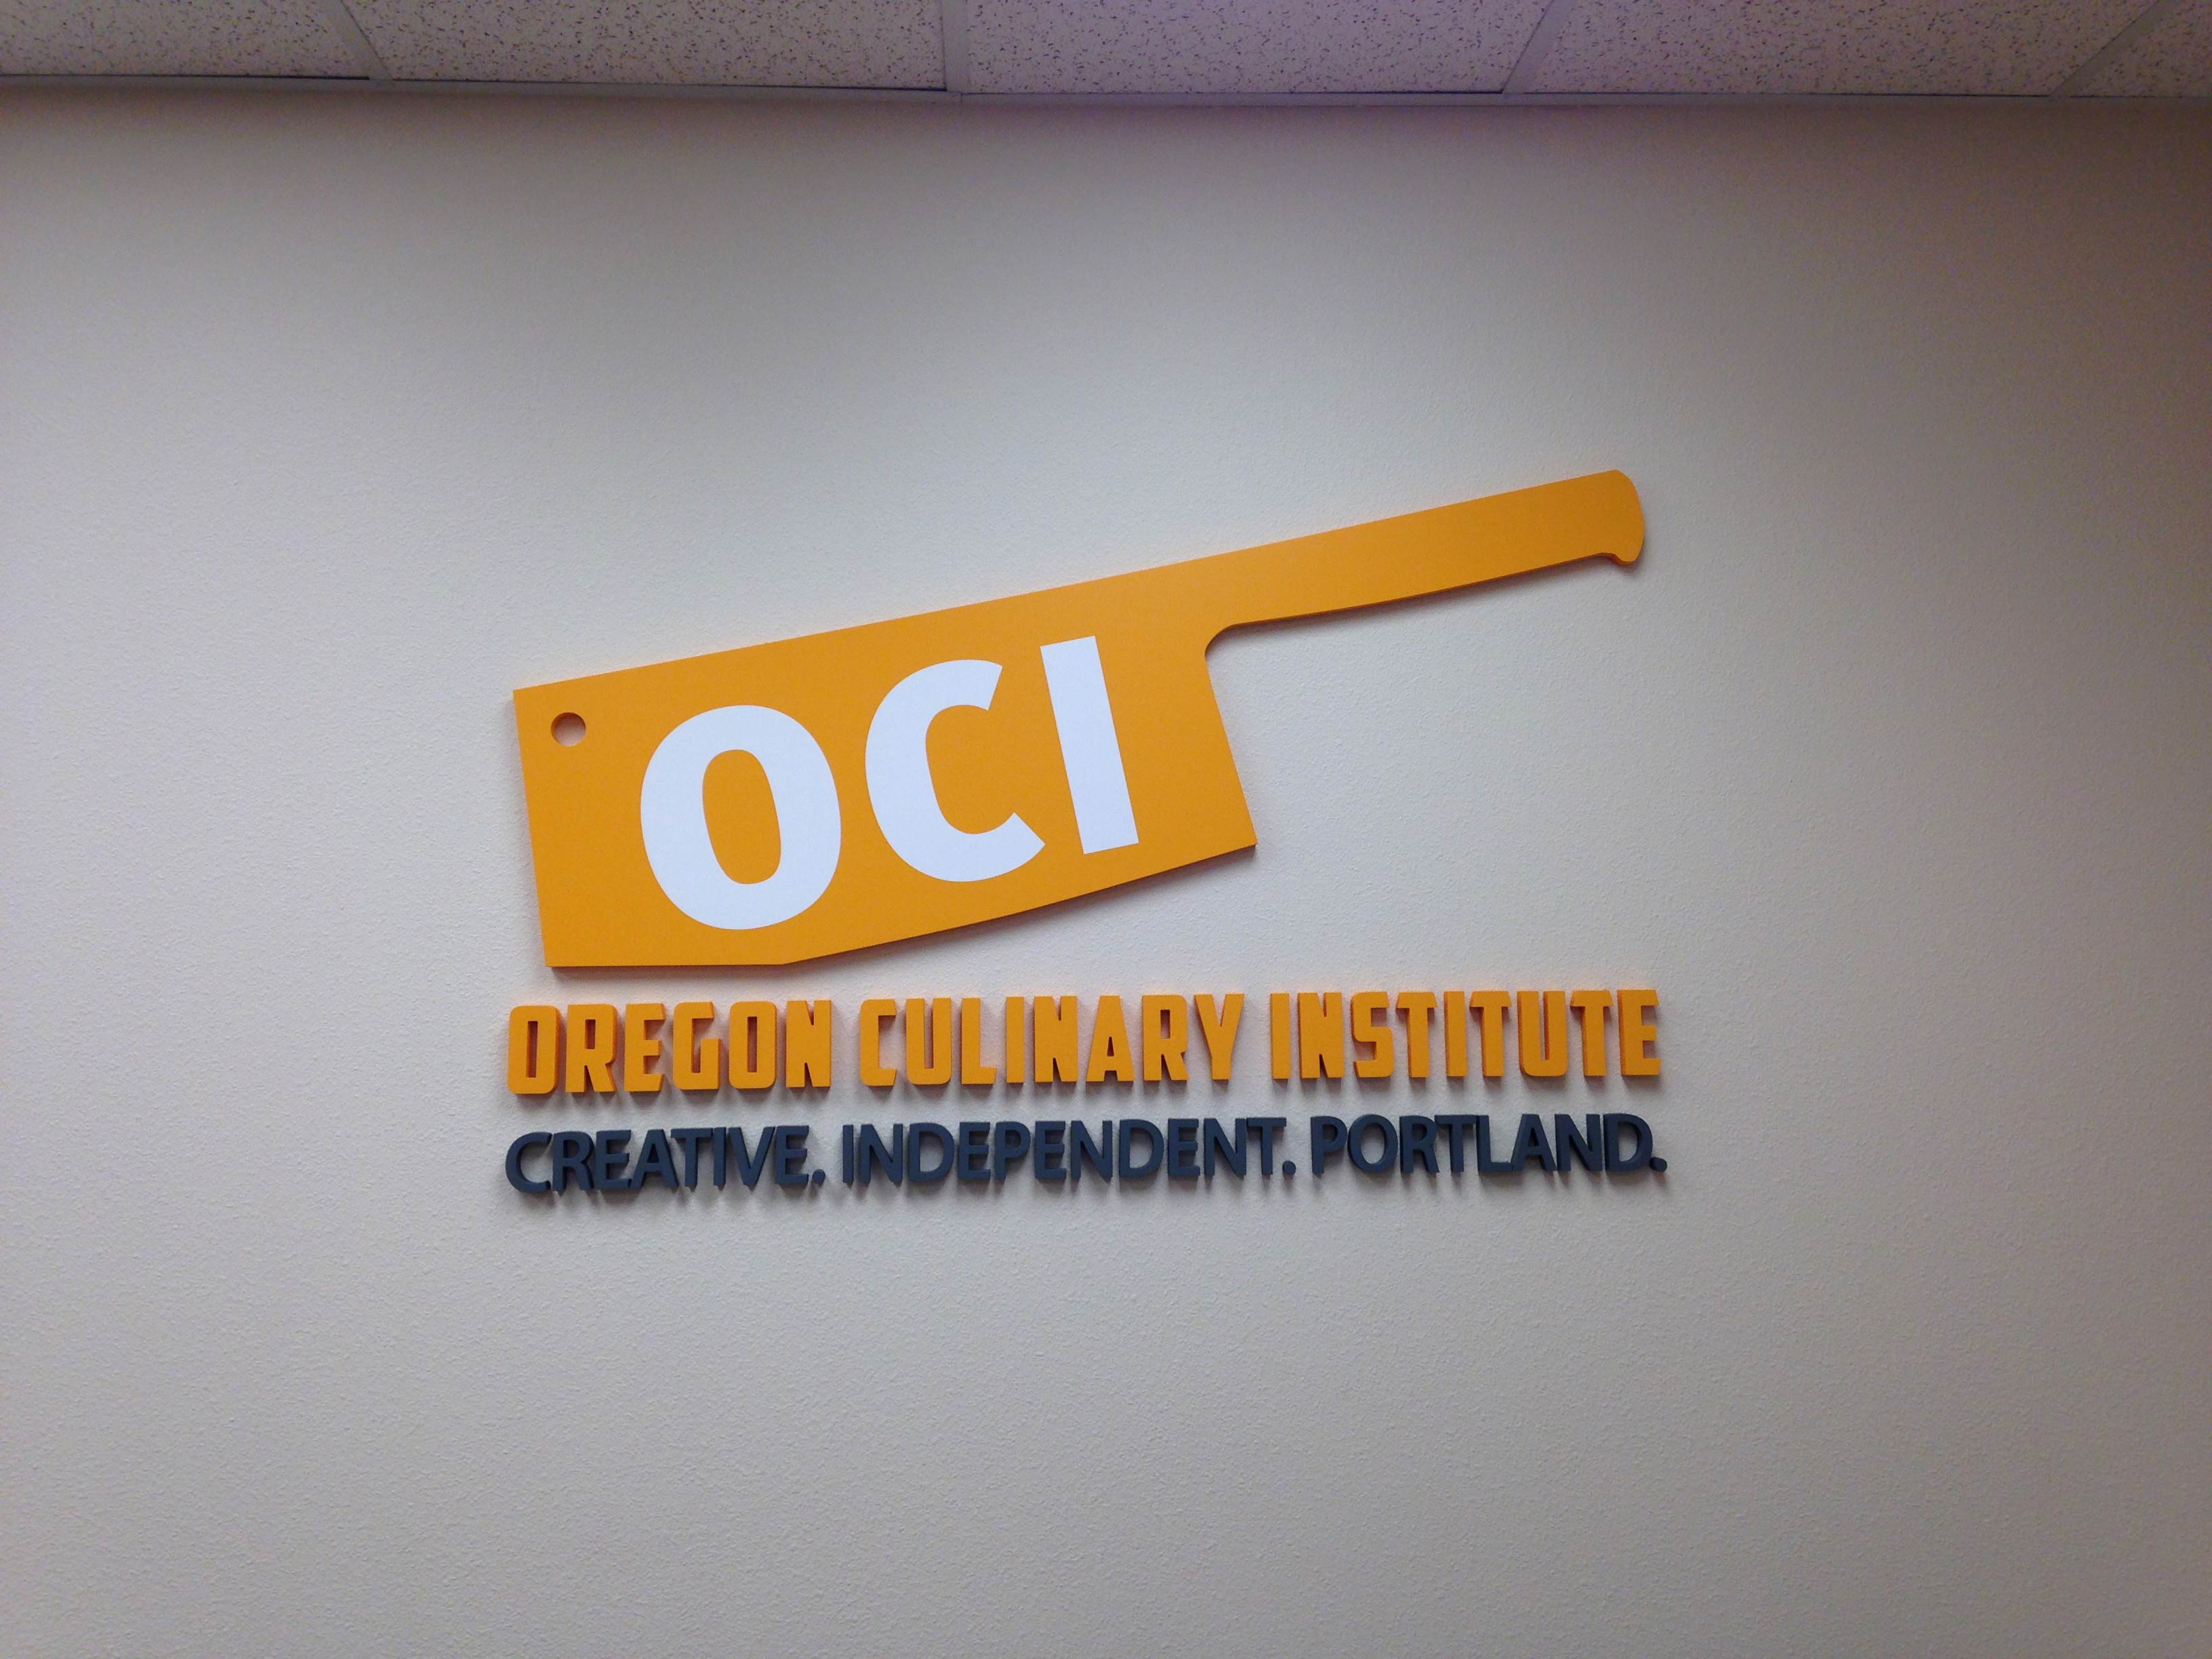 OCI
OREGON CULINARY INSTITUTE
CREATIVE. INDEPENDENT. PORTLAND.